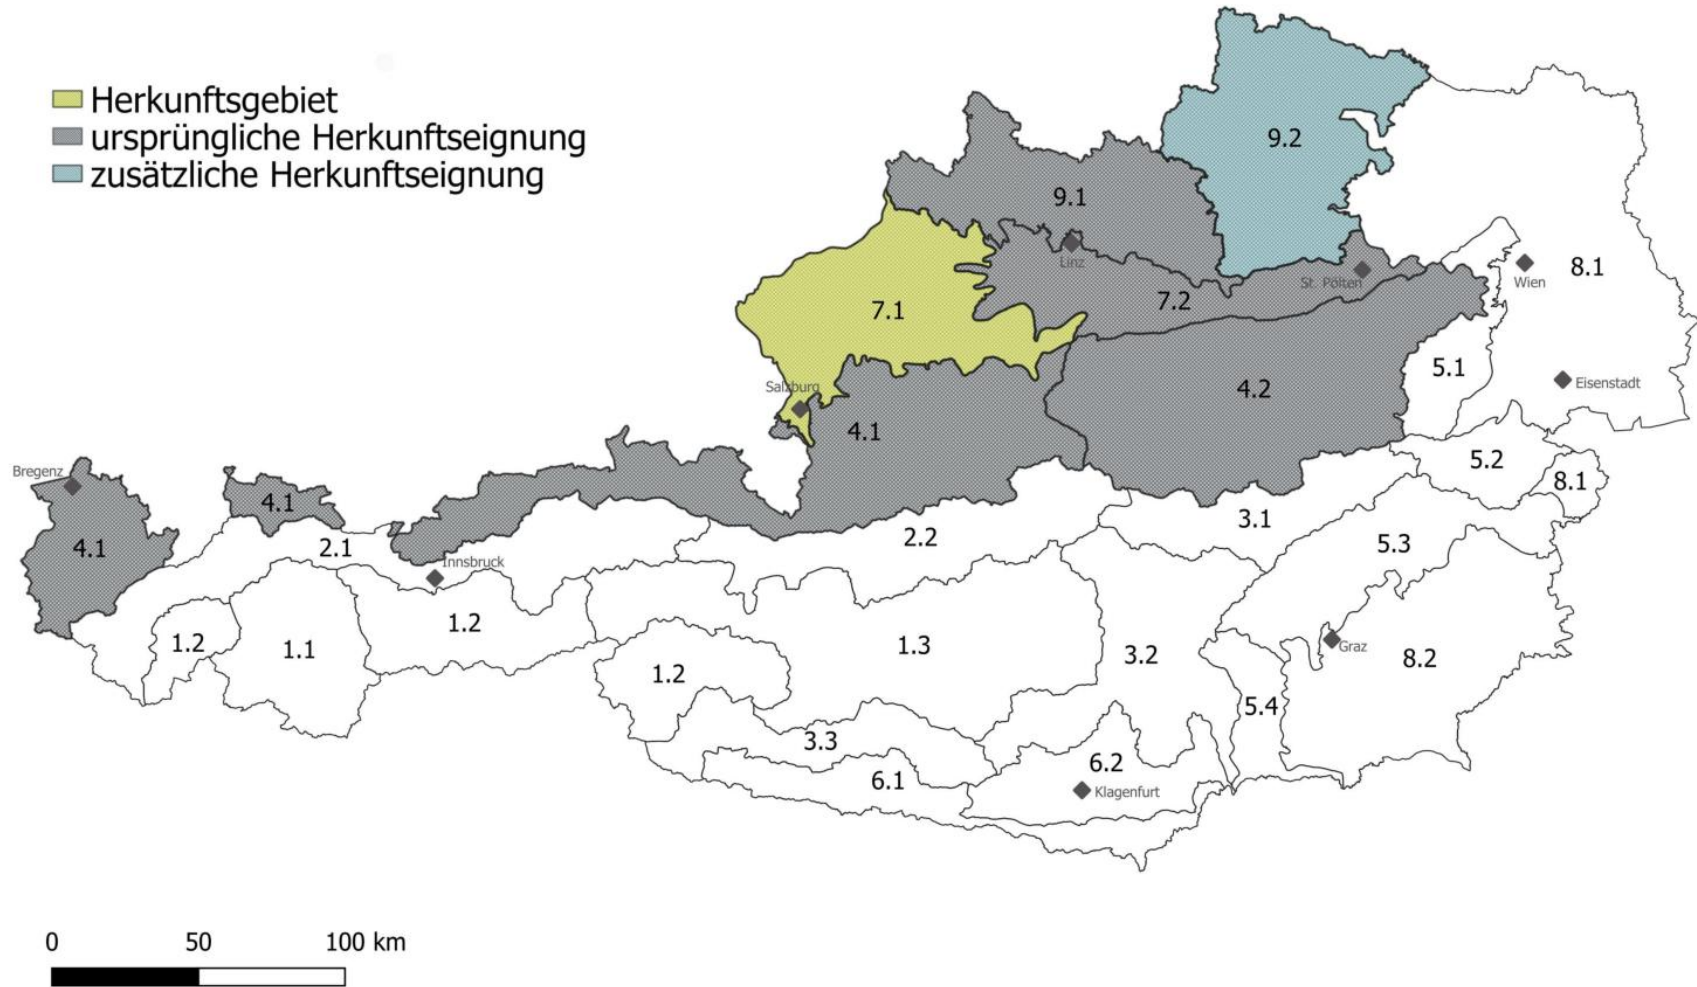 Herkunftsgebiet
ursprüngliche Herkunftseignung
zusätzliche Herkunftseignung
9.2
9.1
Linz
St. Pölten
Wien
8.1
7.1
7.2
5.1
Eisenstadt
Salzburg
4.2
4.1
Bregenz
5.2
8.1
4.1
4.1
2.1
Innsbruck
2.2
3.1
5.3
1.2
1.1
1.2
1.3
3.2
Graz
8.2
1.2
5.4
3.3
6.1
6.2
Klagenfurt
0 50 100 km